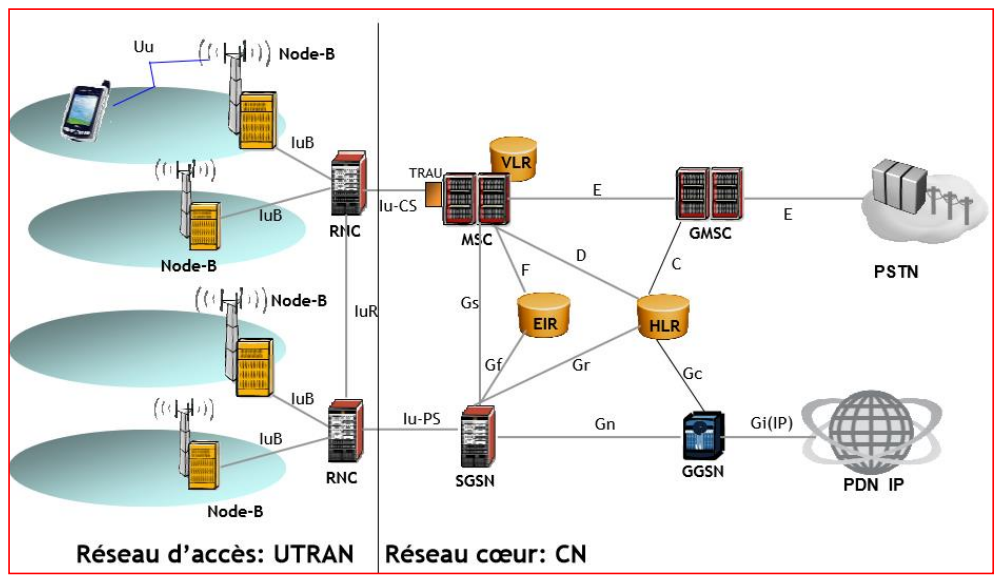 Uu
Node-B
IuB
TRAU
VLR
IuB
RNC
Iu-CS
MSC
E
GMSC
E
Node-B
PSTN
F
D
C
Node-B
IuR
Gs
EIR
HLR
Gf
Gr
Gc
IuB
Iu-PS
Gn
Gi(IP)
IuB
RNC
SGSN
GGSN
PDN IP
Node-B
Réseau d'accès: UTRAN
Réseau cœur: CN